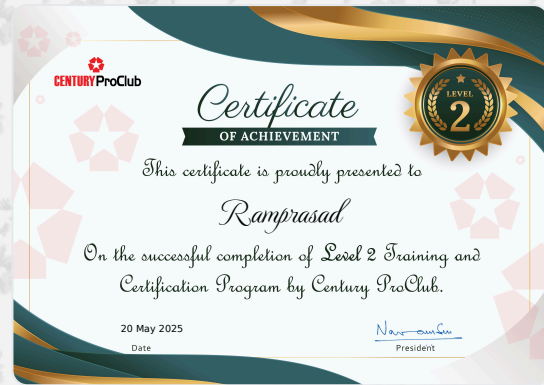 CENTURY ProClub
Certificate
OF ACHIEVEMENT
LEVEL
2
This certificate is proudly presented to
Ramprasad
On the successful completion of Level 2 Training and
Certification Program by Century ProClub.
20 May 2025
Date
President